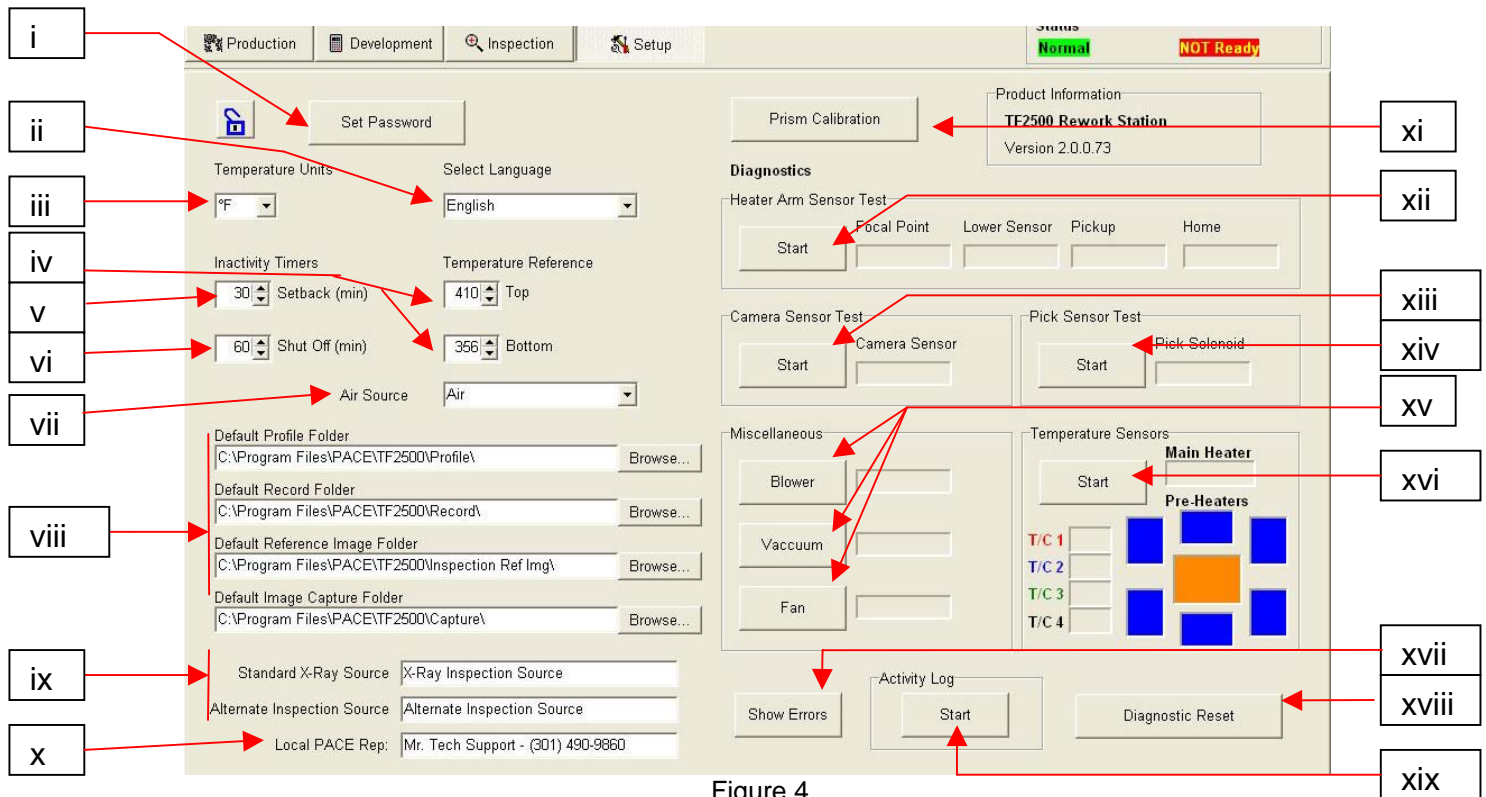 i
ii
iii
iv
v
vi
vii
viii
ix
x
Production Development Inspection Setup
Status
Normal NOT Ready
Set Password
Temperature Units Select Language
°F English
Inactivity Timers Temperature Reference
30 Setback (min) 410 Top
60 Shut Off (min) 356 Bottom
Air Source Air
Default Profile Folder
C:\Program Files\PACE\TF2500\Profile\ Browse...
Default Record Folder
C:\Program Files\PACE\TF2500\Record\ Browse...
Default Reference Image Folder
C:\Program Files\PACE\TF2500\Inspection Ref Img\ Browse...
Default Image Capture Folder
C:\Program Files\PACE\TF2500\Capture\ Browse...
Standard X-Ray Source X-Ray Inspection Source
Alternate Inspection Source Alternate Inspection Source
Local PACE Rep: Mr. Tech Support - (301) 490-9860
Prism Calibration
Product Information
TF2500 Rework Station
Version 2.0.0.73
Diagnostics
Heater Arm Sensor Test
Start Focal Point Lower Sensor Pickup Home
Camera Sensor Test
Start Camera Sensor
Pick Sensor Test
Start Pick Solenoid
Miscellaneous
Blower
Vaccuum
Fan
Temperature Sensors
Start Main Heater
Pre-Heaters
T/C 1
T/C 2
T/C 3
T/C 4
Show Errors
Activity Log
Start
Diagnostic Reset
xi
xii
xiii
xiv
xv
xvi
xvii
xviii
xix
Figure 4